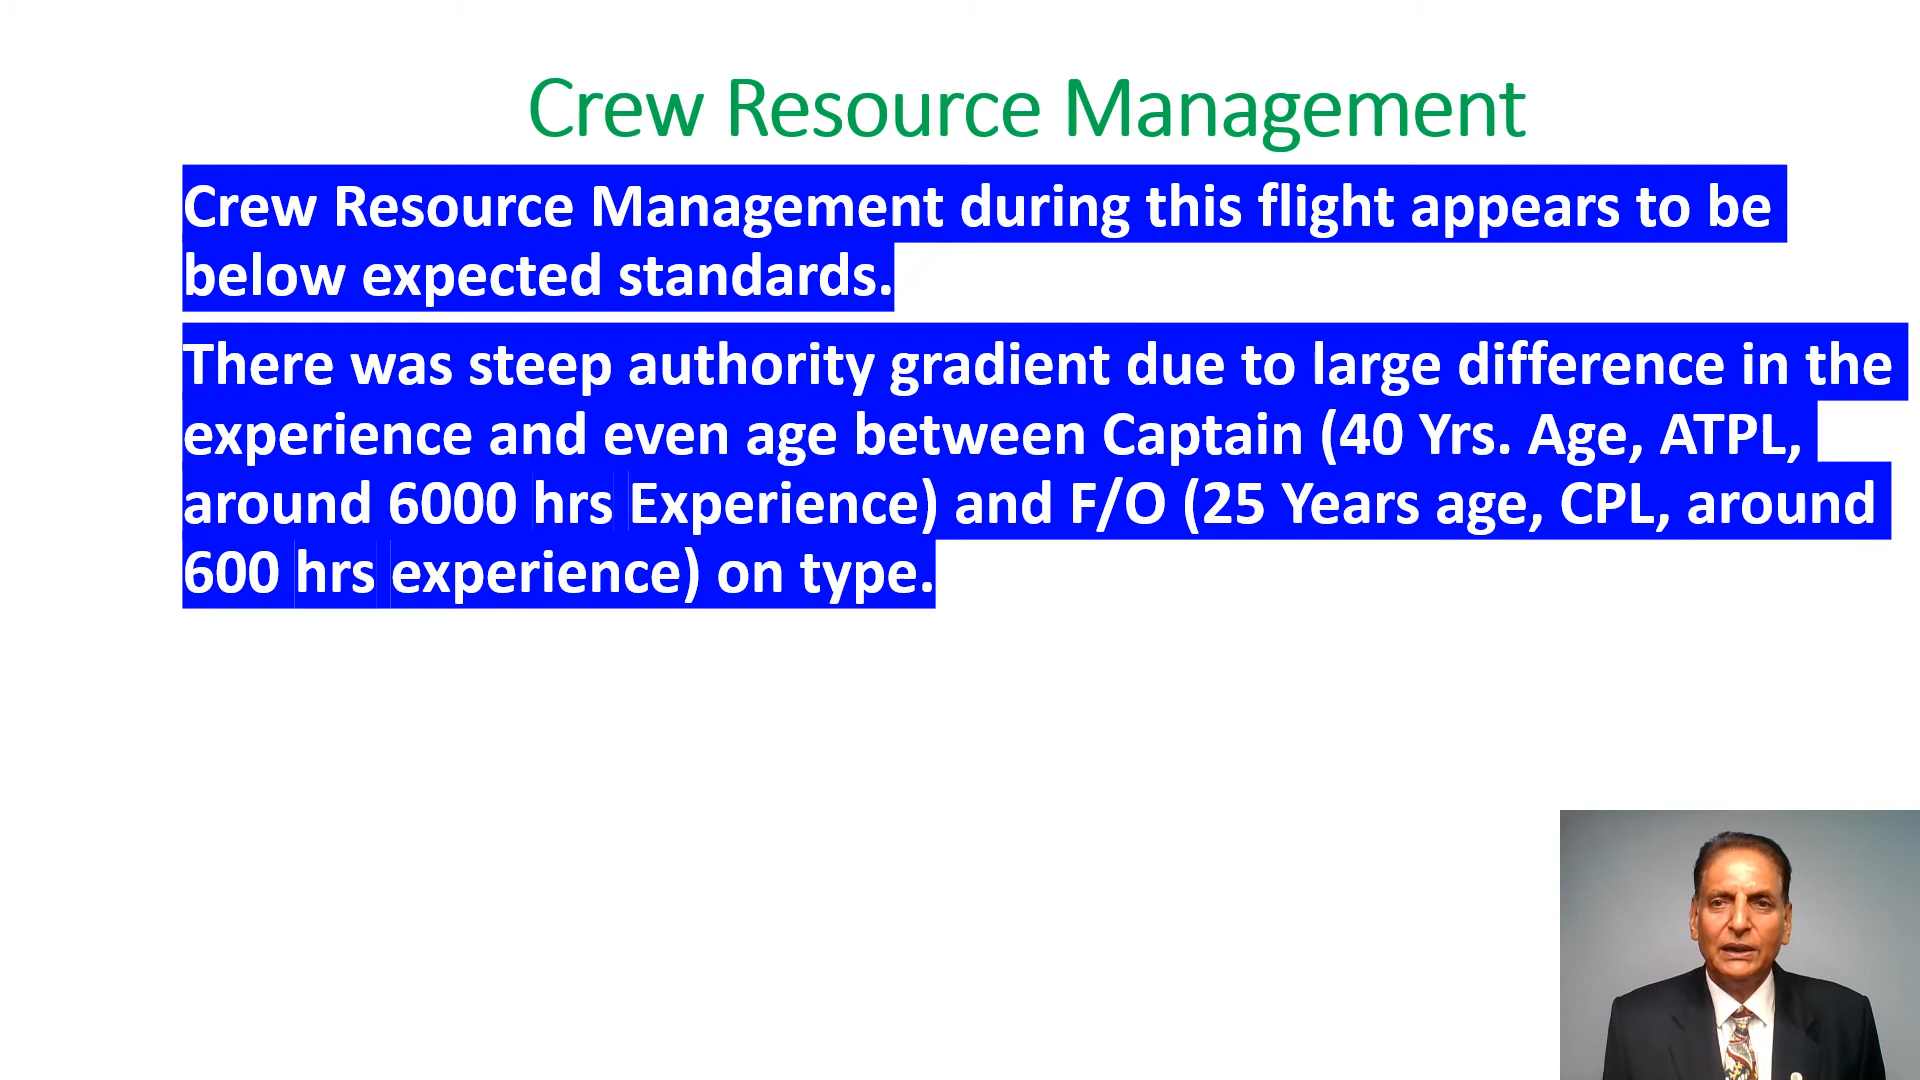 Crew Resource Management
Crew Resource Management during this flight appears to be
below expected standards.
There was steep authority gradient due to large difference in the
experience and even age between Captain (40 Yrs. Age, ATPL,
around 6000 hrs Experience) and F/O (25 Years age, CPL, around
600 hrs experience) on type.